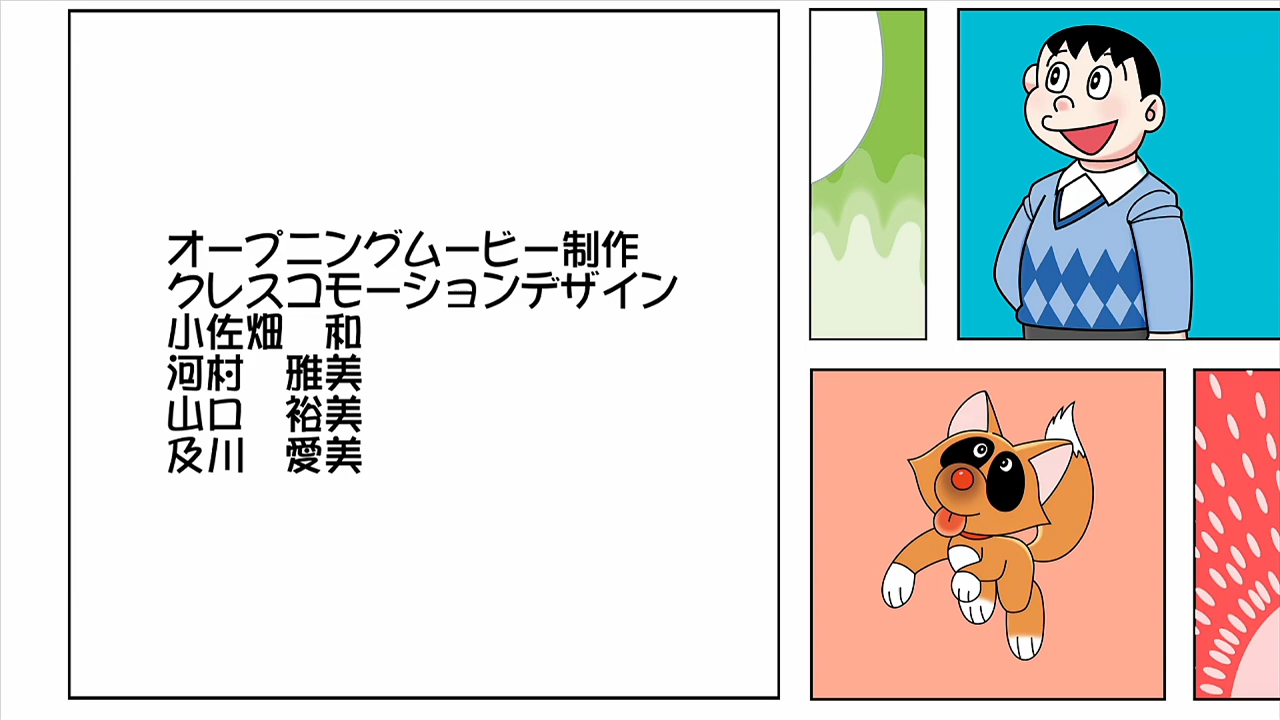 オープニングムービー制作
クレスコモーションデザイン
小佐畑　和
河村　雅美
山口　裕美
及川　愛美